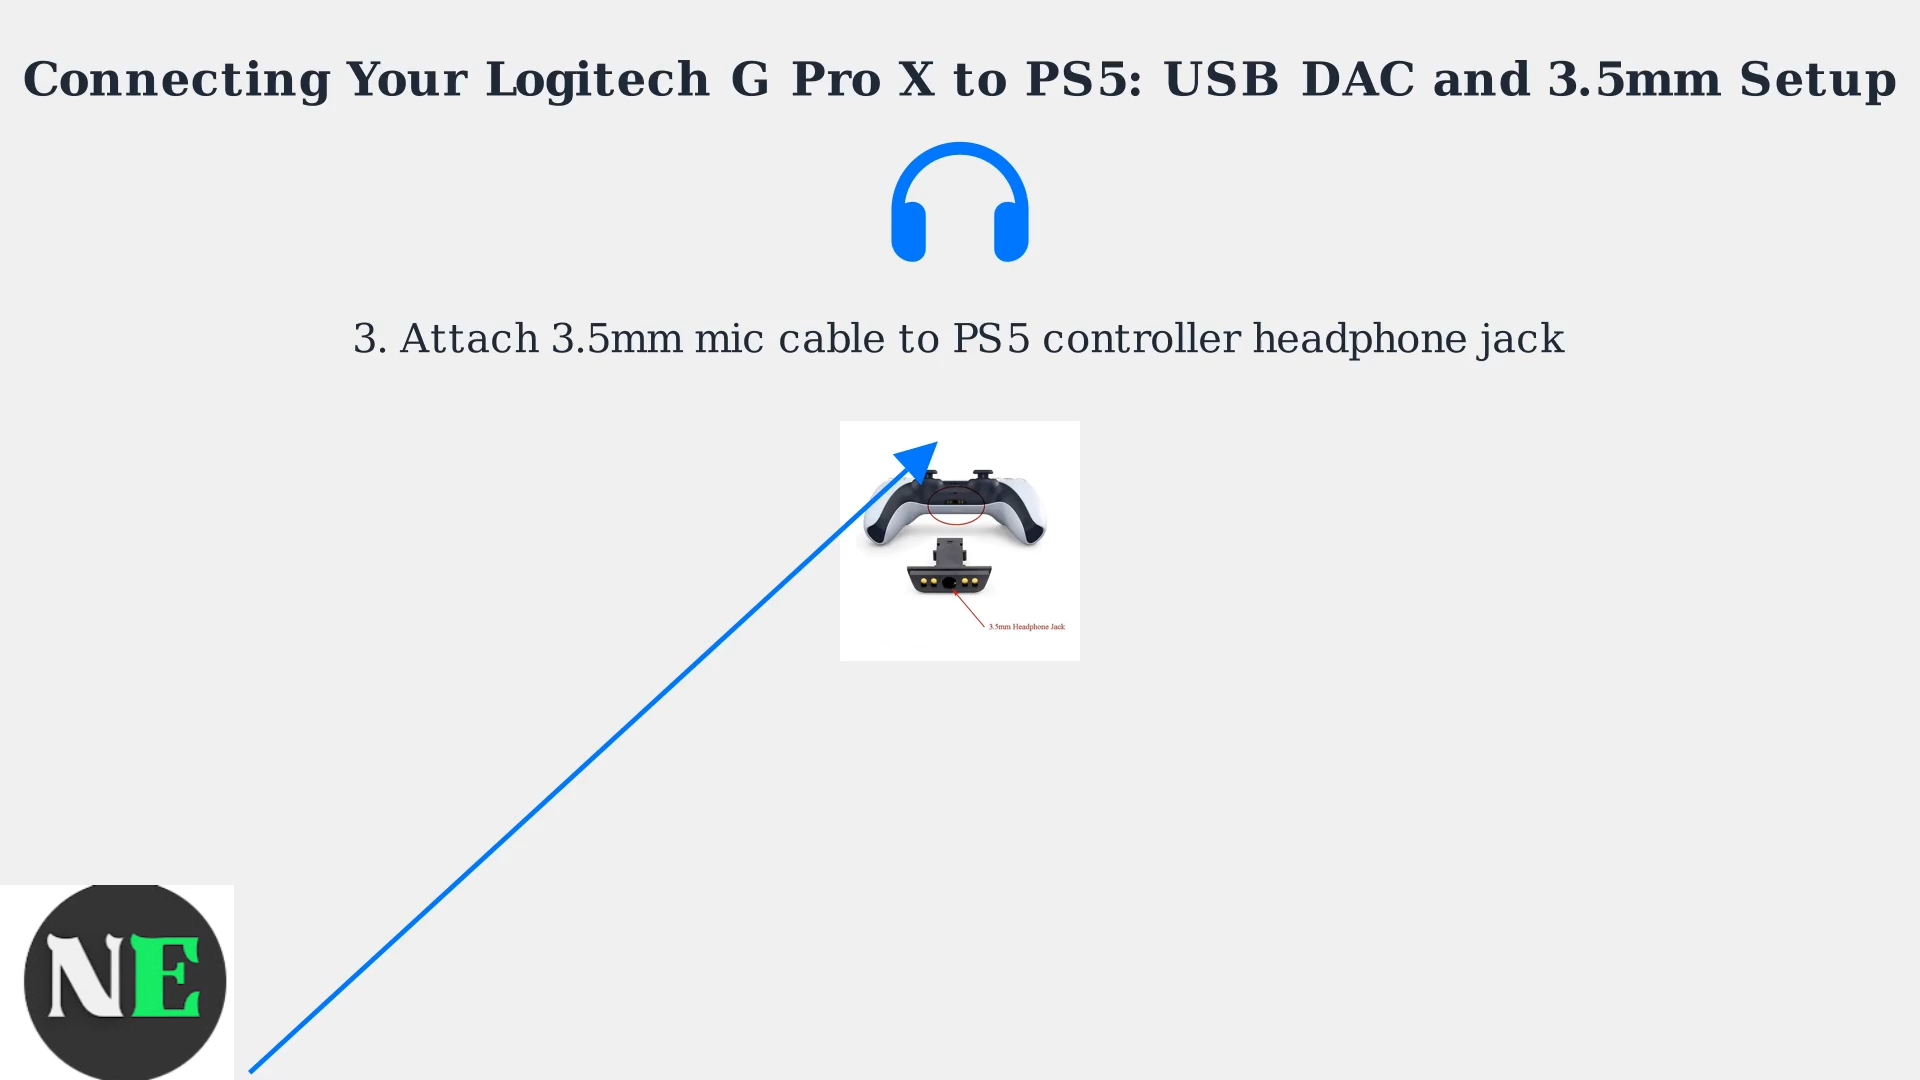 Connecting Your Logitech G Pro X to PS5: USB DAC and 3.5mm Setup
3. Attach 3.5mm mic cable to PS5 controller headphone jack
3.5mm Headphone Jack
NE